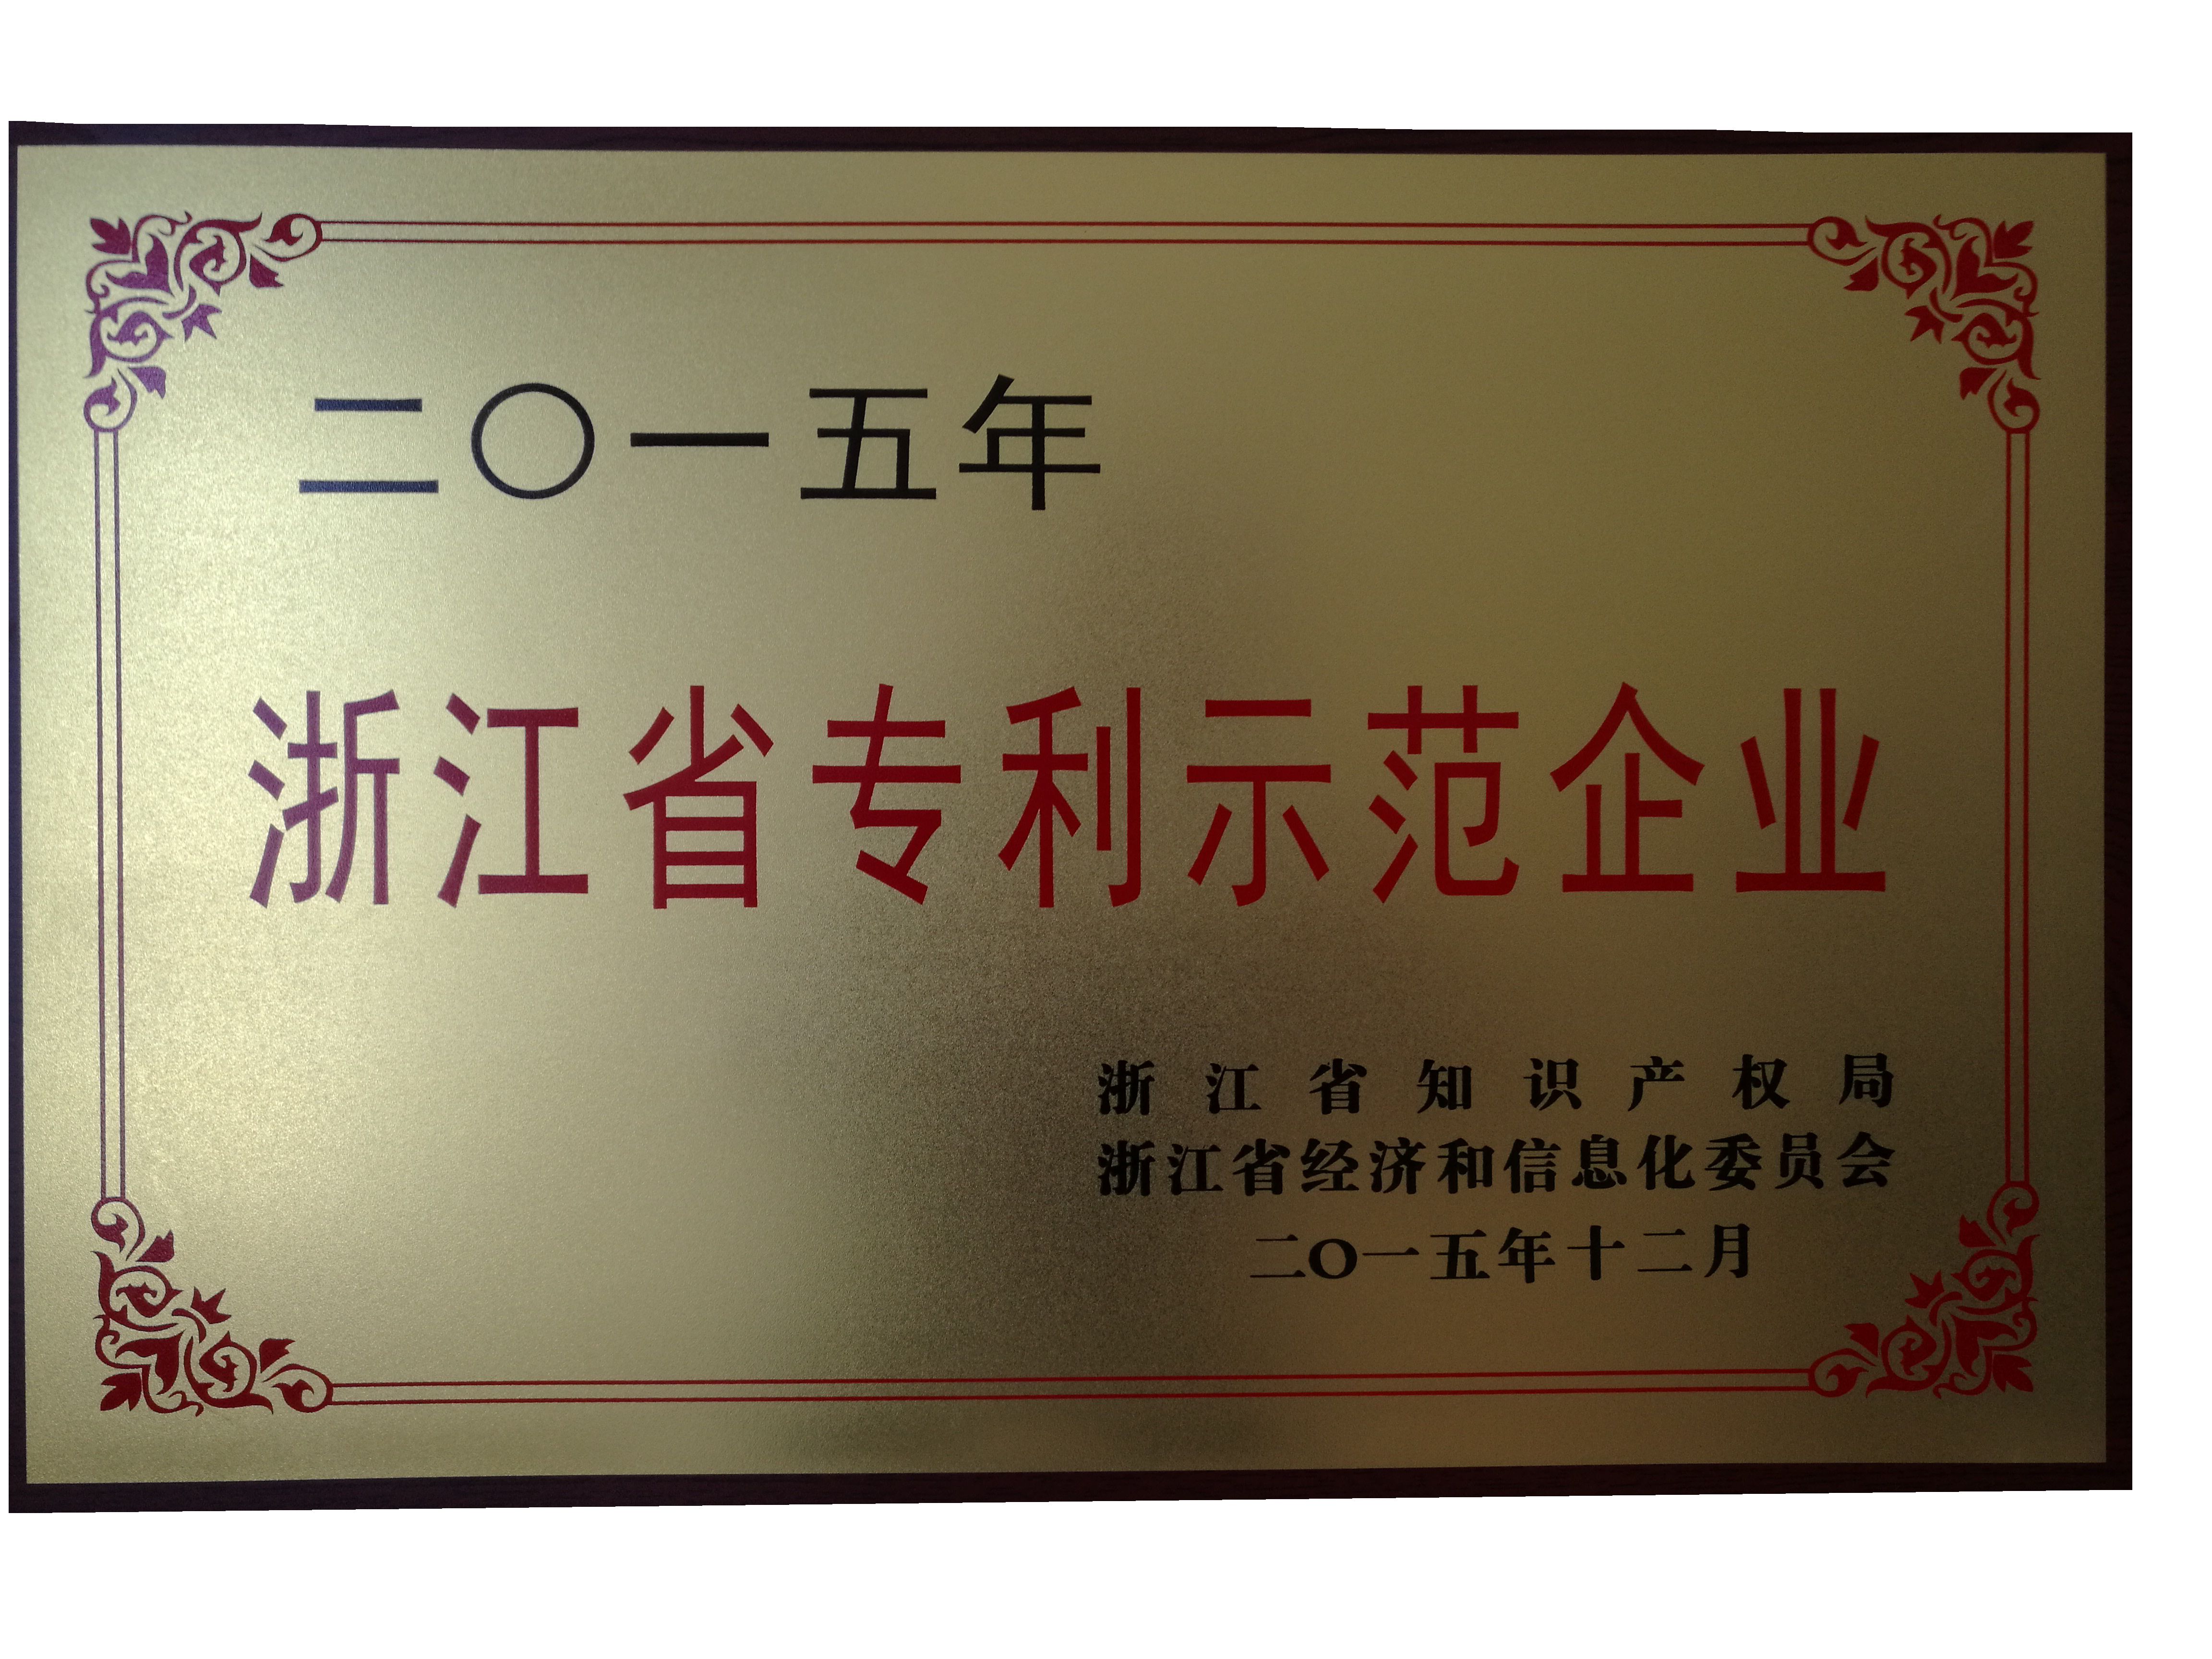 二〇一五年
浙江省专利示范企业
浙江省知识产权局
浙江省经济和信息化委员会
二〇一五年十二月